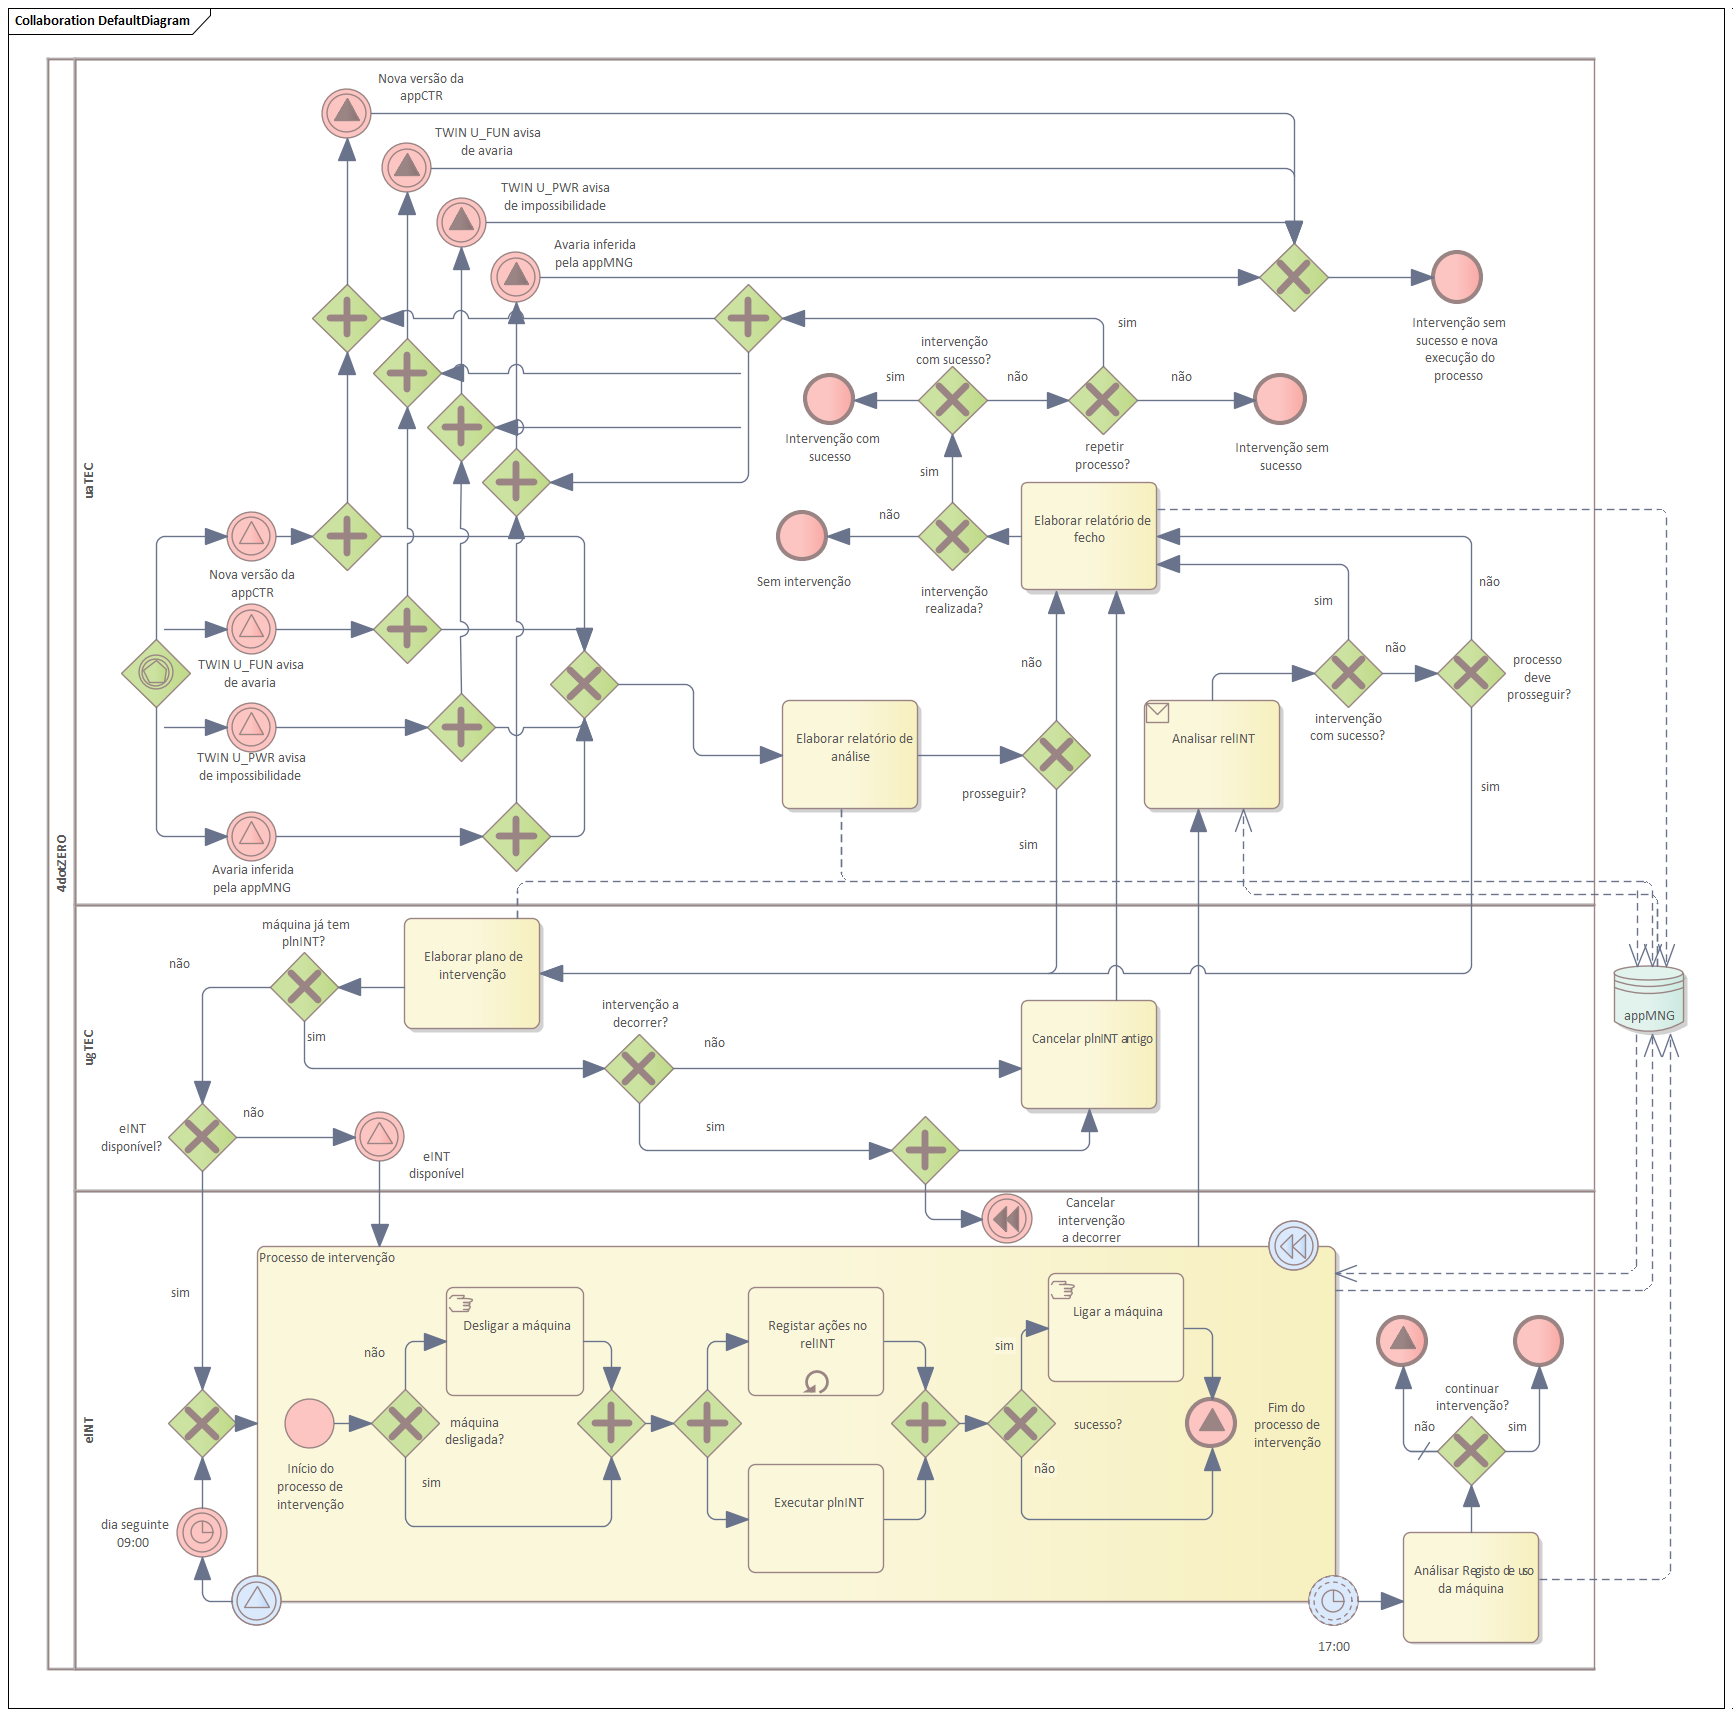 Collaboration DefaultDiagram
4dotZERO
uaTEC
Nova versão da
appCTR
TWIN U_FUN avisa
de avaria
TWIN U_PWR avisa
de impossibilidade
Avaria inferida
pela appMNG
Intervenção sem
sucesso e nova
execução do
processo
sim
intervenção
com sucesso?
sim
não
não
Intervenção com
sucesso
repetir
processo?
Intervenção sem
sucesso
sim
não
Sem intervenção
intervenção
realizada?
Elaborar relatório de
fecho
Nova versão da
appCTR
TWIN U_FUN avisa
de avaria
TWIN U_PWR avisa
de impossibilidade
Avaria inferida
pela appMNG
Elaborar relatório de
análise
não
prosseguir?
sim
Analisar relINT
sim
não
intervenção
com sucesso?
não
processo
deve
prosseguir?
sim
ugTEC
máquina já tem
plnINT?
não
sim
Elaborar plano de
intervenção
intervenção a
decorrer?
não
sim
Cancelar plnINT antigo
appMNG
eINT
disponível?
não
eINT
disponível
sim
eINT
Cancelar
intervenção
a decorrer
Processo de intervenção
Início do
processo de
intervenção
não
Desligar a máquina
máquina
desligada?
sim
Registar ações no
relINT
Executar plnINT
sim
Ligar a máquina
sucesso?
não
Fim do
processo de
intervenção
dia seguinte
09:00
17:00
continuar
intervenção?
não
sim
Análisar Registo de uso
da máquina